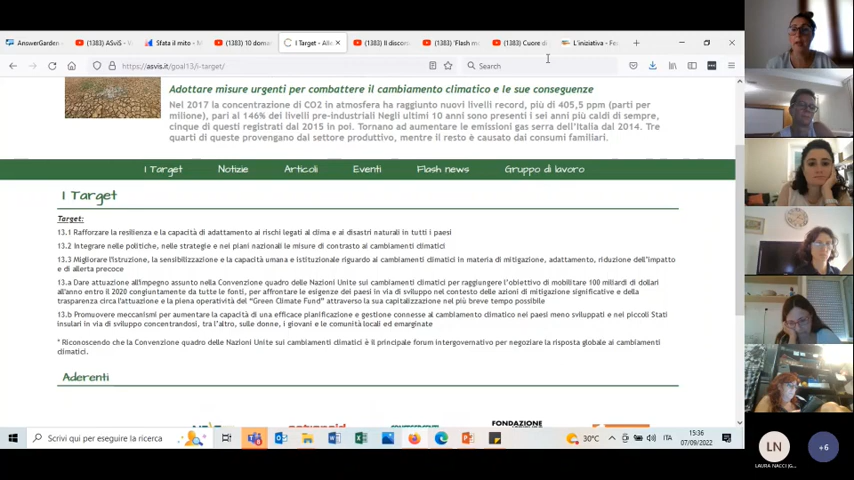 AnswerGarden
(1383) ASviS - V
Sfata il mito - M
(1383) 10 doma
I Target - Alle
(1383) Il discors
(1383) 'Flash m
(1383) Cuore di
L'iniziativa - Fes
https://asvis.it/goal13/i-target/
Search
Adottare misure urgenti per combattere il cambiamento climatico e le sue conseguenze
Nel 2017 la concentrazione di CO2 in atmosfera ha raggiunto nuovi livelli record, più di 405,5 ppm (parti per
milione), pari al 146% dei livelli pre-industriali Negli ultimi 10 anni sono presenti i sei anni più caldi di sempre,
cinque di questi registrati dal 2015 in poi. Tornano ad aumentare le emissioni gas serra dell'Italia dal 2014. Tre
quarti di queste provengono dal settore produttivo, mentre il resto è causato dai consumi familiari.
I Target Notizie Articoli Eventi Flash news Gruppo di lavoro
I Target
Target:
13.1 Rafforzare la resilienza e la capacità di adattamento ai rischi legati al clima e ai disastri naturali in tutti i paesi
13.2 Integrare nelle politiche, nelle strategie e nei piani nazionali le misure di contrasto ai cambiamenti climatici
13.3 Migliorare l'istruzione, la sensibilizzazione e la capacità umana e istituzionale riguardo ai cambiamenti climatici in materia di mitigazione, adattamento, riduzione dell'impatto
e di allerta precoce
13.a Dare attuazione all'impegno assunto nella Convenzione quadro delle Nazioni Unite sui cambiamenti climatici per raggiungere l'obiettivo di mobilitare 100 miliardi di dollari
all'anno entro il 2020 congiuntamente da tutte le fonti, per affrontare le esigenze dei paesi in via di sviluppo nel contesto delle azioni di mitigazione significative e della
trasparenza circa l'attuazione e la piena operatività del "Green Climate Fund" attraverso la sua capitalizzazione nel più breve tempo possibile
13.b Promuovere meccanismi per aumentare la capacità di una efficace pianificazione e gestione connesse al cambiamento climatico nei paesi meno sviluppati e nei piccoli Stati
insulari in via di sviluppo concentrandosi, tra l'altro, sulle donne, i giovani e le comunità locali ed emarginate
* Riconoscendo che la Convenzione quadro delle Nazioni Unite sui cambiamenti climatici è il principale forum intergovernativo per negoziare la risposta globale ai cambiamenti
climatici.
Aderenti
FONDAZIONE
Scrivi qui per eseguire la ricerca
30°C
ITA
15:36
07/09/2022
LN
LAURA NACCI (G...
+6